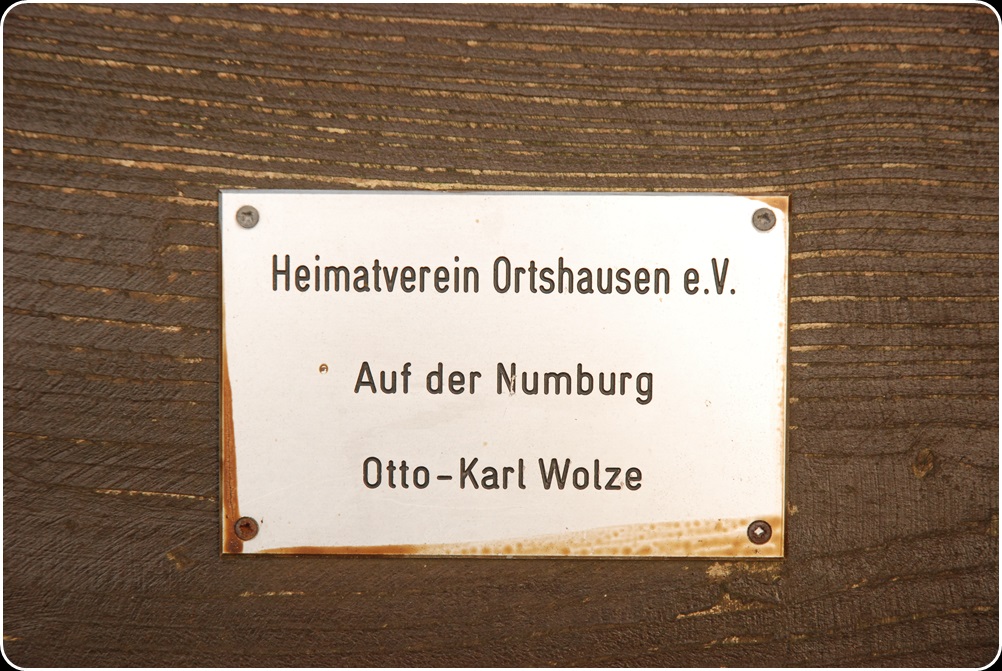 Heimatverein Ortshausen e.V.
Auf der Numburg
Otto-Karl Wolze